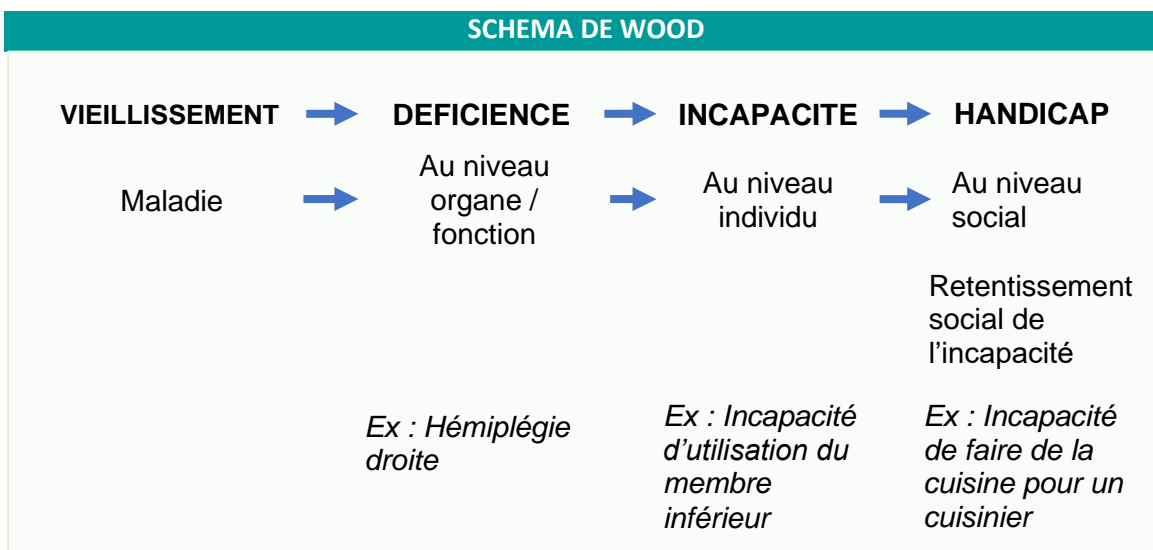 SCHEMA DE WOOD
VIEILLISSEMENT
DEFICIENCE
INCAPACITE
HANDICAP
Maladie
Au niveau
organe /
fonction
Au niveau
individu
Au niveau
social
Retentissement
social de
l'incapacité
Ex : Hémiplégie
droite
Ex : Incapacité
d'utilisation du
membre
inférieur
Ex : Incapacité
de faire de la
cuisine pour un
cuisinier